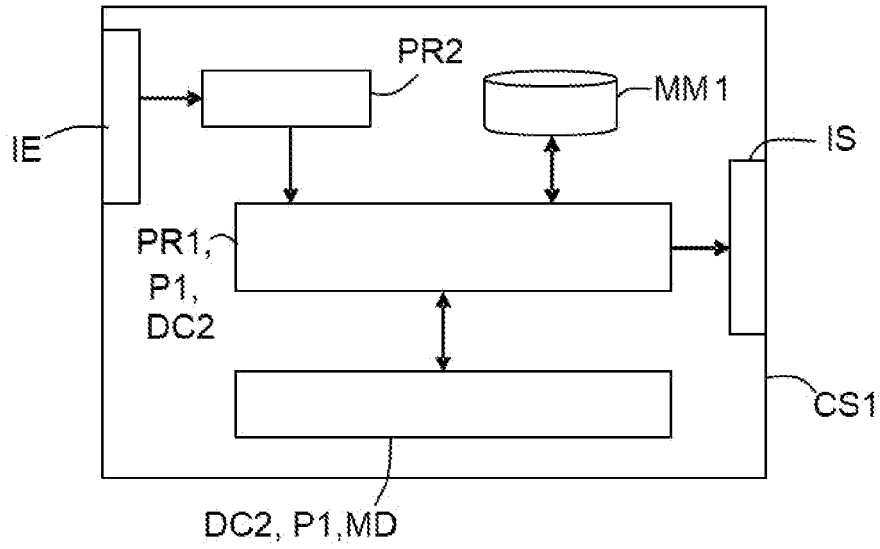 PR2
MM1
IE
IS
PR1,
P1,
DC2
CS1
DC2, P1,MD